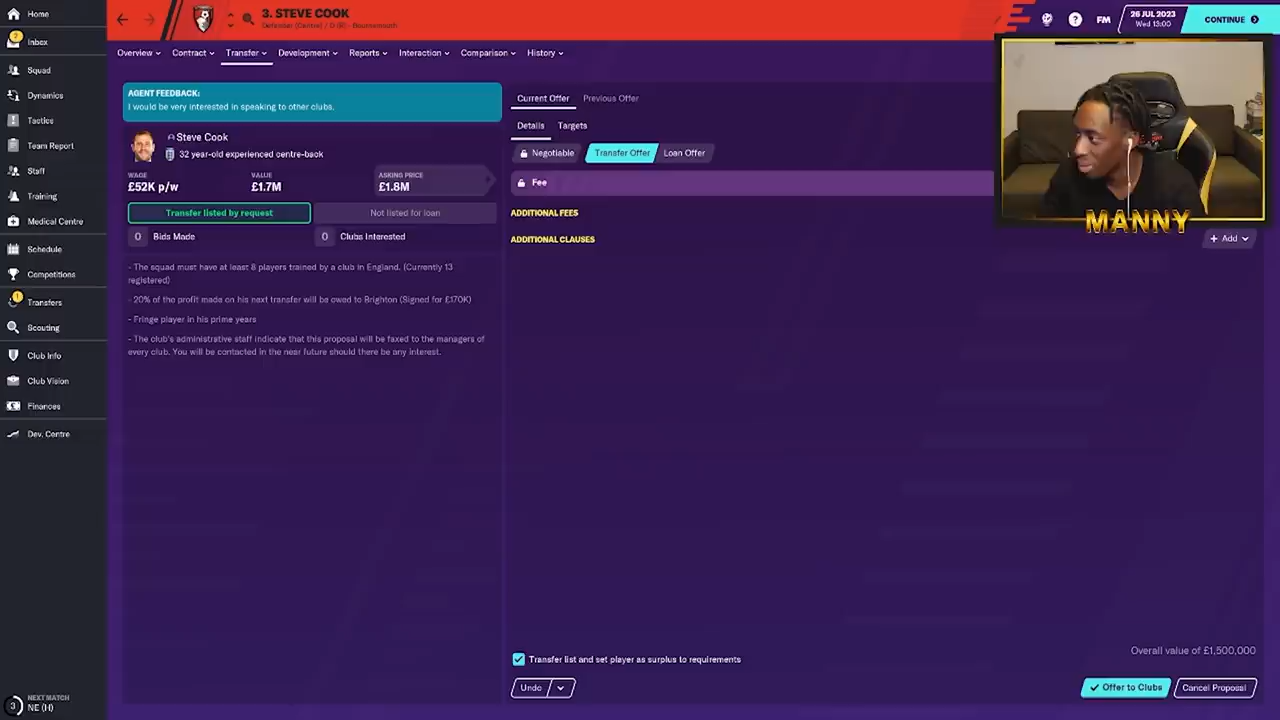 Home
3. STEVE COOK
Defender (Centre) / D (R) - Bournemouth
FM
26 JUL 2023
Wed 13:00
CONTINUE
2
Inbox
Overview
Contract
Transfer
Development
Reports
Interaction
Comparison
History
Squad
Dynamics
Tactics
Team Report
Staff
Training
Medical Centre
Schedule
Competitions
1
Transfers
Scouting
Club Info
Club Vision
Finances
Dev. Centre
3
NEXT MATCH
NE (H)
AGENT FEEDBACK:
I would be very interested in speaking to other clubs.
Steve Cook
32 year-old experienced centre-back
WAGE
£52K p/w
VALUE
£1.7M
ASKING PRICE
£1.8M
Transfer listed by request
Not listed for loan
0 Bids Made
0 Clubs Interested
- The squad must have at least 8 players trained by a club in England. (Currently 13
registered)
- 20% of the profit made on his next transfer will be owed to Brighton (Signed for £170K)
- Fringe player in his prime years
- The club's administrative staff indicate that this proposal will be faxed to the managers of
every club. You will be contacted in the near future should there be any interest.
Current Offer
Previous Offer
Details
Targets
Negotiable
Transfer Offer
Loan Offer
Fee
ADDITIONAL FEES
ADDITIONAL CLAUSES
+ Add
MANNY
Overall value of £1,500,000
Transfer list and set player as surplus to requirements
Undo
Offer to Clubs
Cancel Proposal